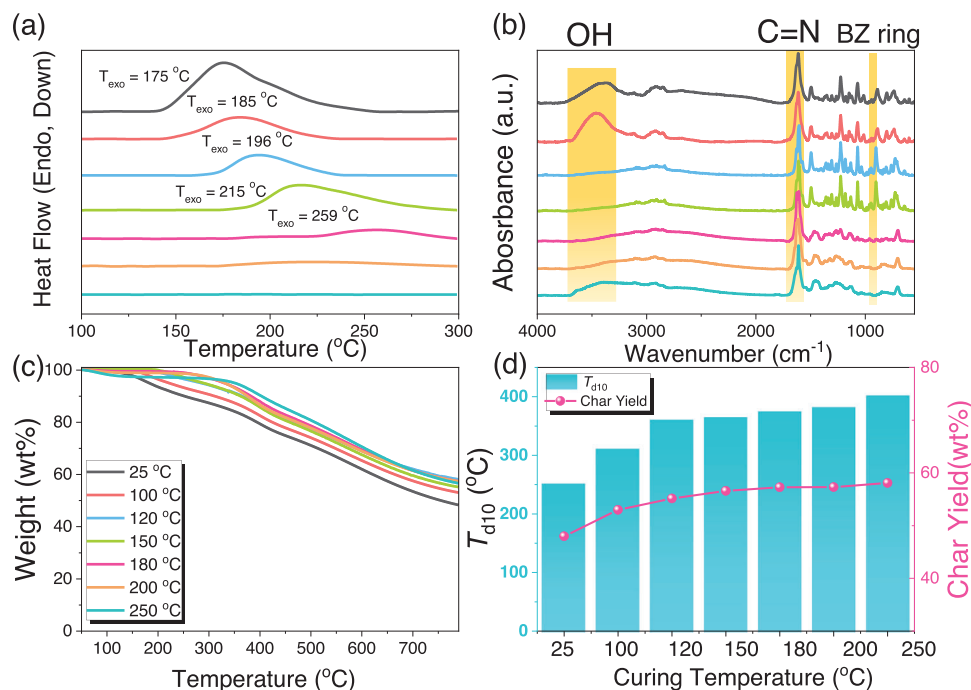 (a)
Heat Flow (Endo, Down)
T_exo = 175 °C
T_exo = 185 °C
T_exo = 196 °C
T_exo = 215 °C
T_exo = 259 °C
100 150 200 250 300
Temperature (°C)
(b)
OH C=N BZ ring
Abosrbance (a.u.)
4000 3000 2000 1000
Wavenumber (cm⁻¹)
(c)
Weight (wt%)
100
80
60
40
20
0
25 °C
100 °C
120 °C
150 °C
180 °C
200 °C
250 °C
100 200 300 400 500 600 700
Temperature (°C)
(d)
T_d10 (°C)
400
300
200
100
0
T_d10
Char Yield
80
60
40
Char Yield (wt%)
25 100 120 150 180 200 250
Curing Temperature (°C)